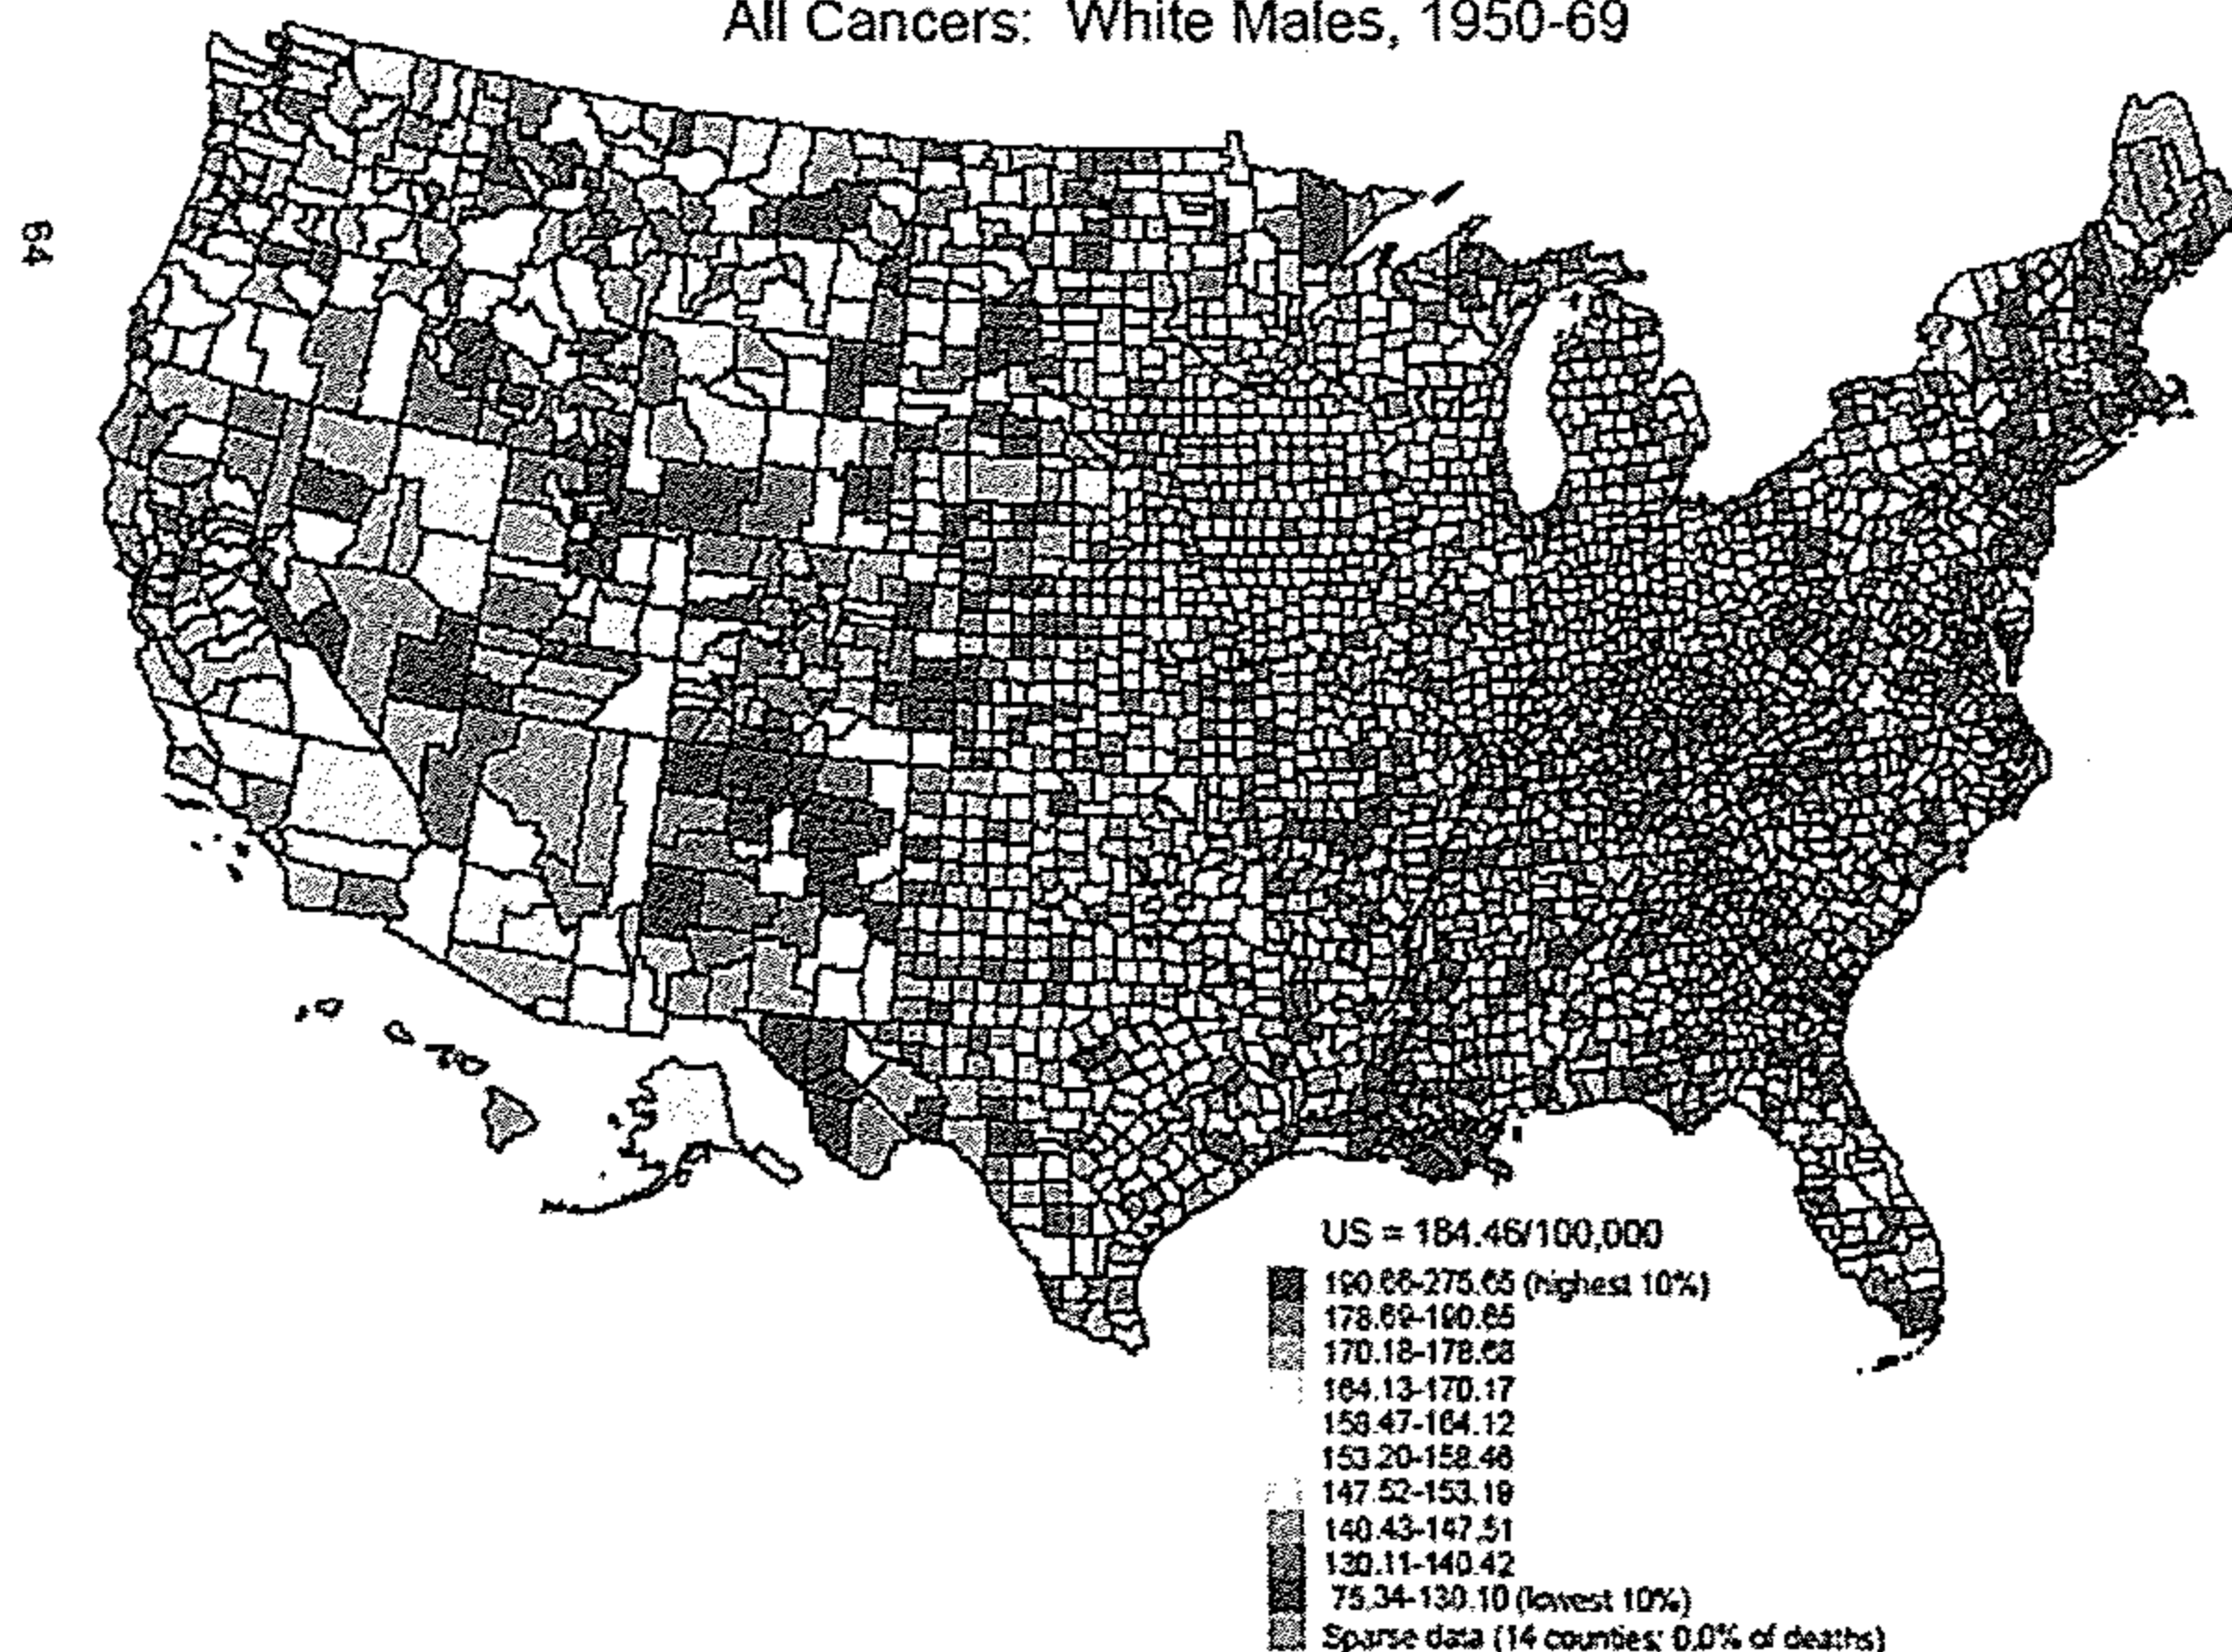 All Cancers: White Males, 1950-69
64
US = 184.46/100,000
190.66-275.65 (highest 10%)
178.69-190.65
170.18-178.68
164.13-170.17
158.47-164.12
153.20-158.46
147.52-153.19
140.43-147.51
130.11-140.42
75.34-130.10 (lowest 10%)
Sparse data (14 counties; 0.0% of deaths)